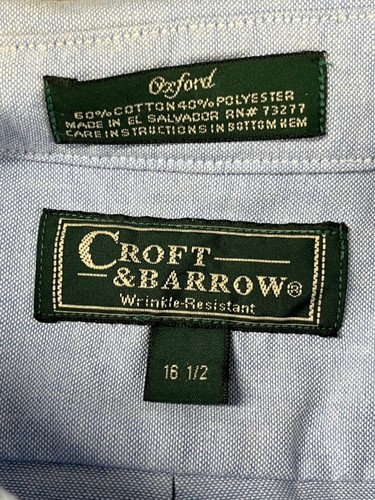 Oxford
60% COTTON 40% POLYESTER
MADE IN EL SALVADOR RN# 73277
CARE INSTRUCTIONS IN BOTTOM HEM
CROFT
& BARROW®
Wrinkle-Resistant
16 1/2